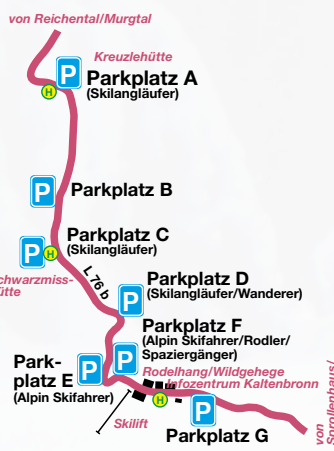 von Reichental/Murgtal
Kreuzlehütte
P
Parkplatz A
(Skilangläufer)
H
P
Parkplatz B
Parkplatz C
(Skilangläufer)
P
H
chwarzmiss-
ütte
L 76 b
P
Parkplatz D
(Skilangläufer/Wanderer)
Parkplatz F
(Alpin Skifahrer/Rodler/
Spaziergänger)
P
P
Park-
platz E
(Alpin Skifahrer)
Rodelhang/Wildgehege
Infozentrum Kaltenbronn
H
Skilift
P
Parkplatz G
von
Sprollenhaus/